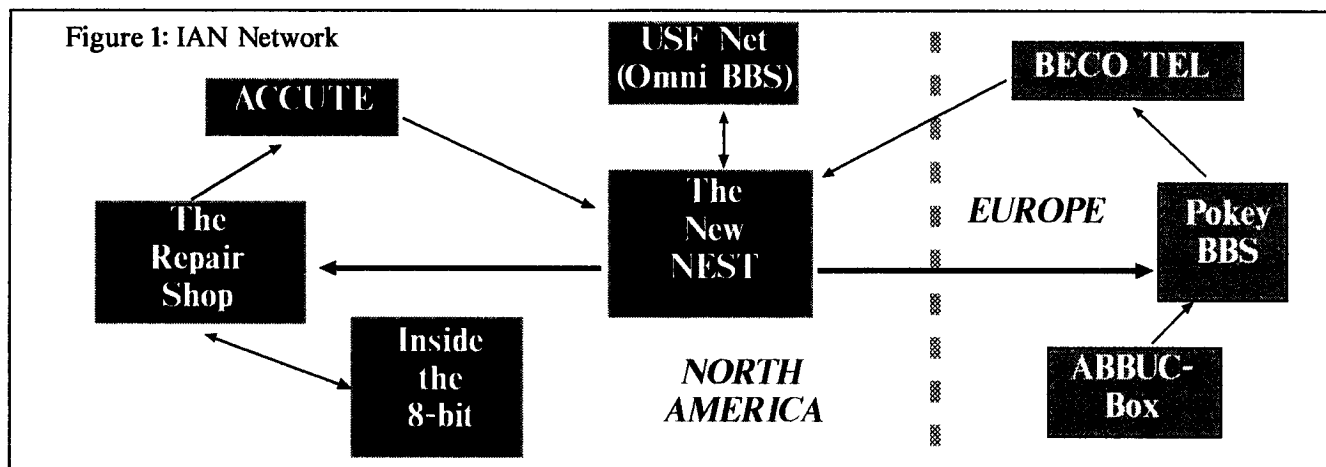 Figure 1: IAN Network
USF Net
(Omni BBS)
BECO TEL
ACCUTE
The
New
NEST
EUROPE
Pokey
BBS
The
Repair
Shop
Inside
the
8-bit
NORTH
AMERICA
ABBUC-
Box